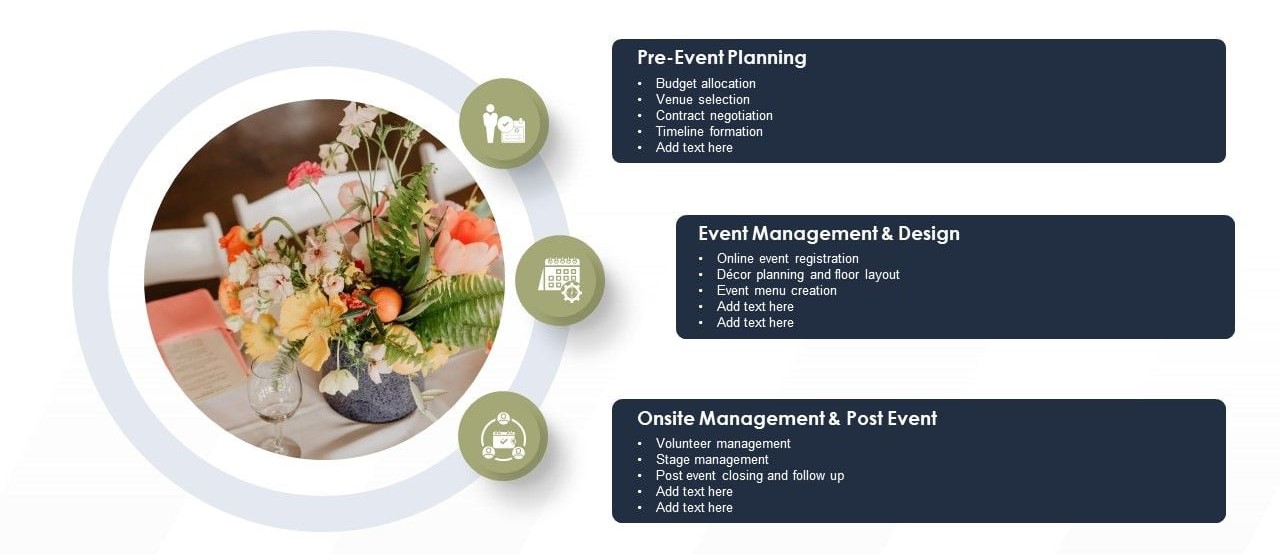 Pre-Event Planning
• Budget allocation
• Venue selection
• Contract negotiation
• Timeline formation
• Add text here
Event Management & Design
• Online event registration
• Décor planning and floor layout
• Event menu creation
• Add text here
• Add text here
Onsite Management & Post Event
• Volunteer management
• Stage management
• Post event closing and follow up
• Add text here
• Add text here